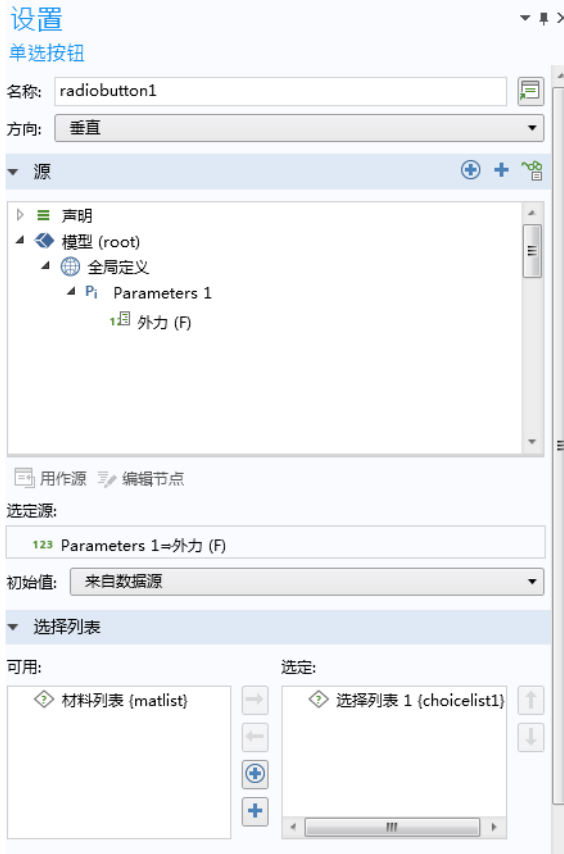 设置
单选按钮
名称: radiobutton1
方向: 垂直
源
声明
模型 (root)
全局定义
Pi Parameters 1
外力 (F)
用作源 编辑节点
选定源:
123 Parameters 1=外力 (F)
初始值: 来自数据源
选择列表
可用: 选定:
材料列表 {matlist} 选择列表 1 {choicelist1}